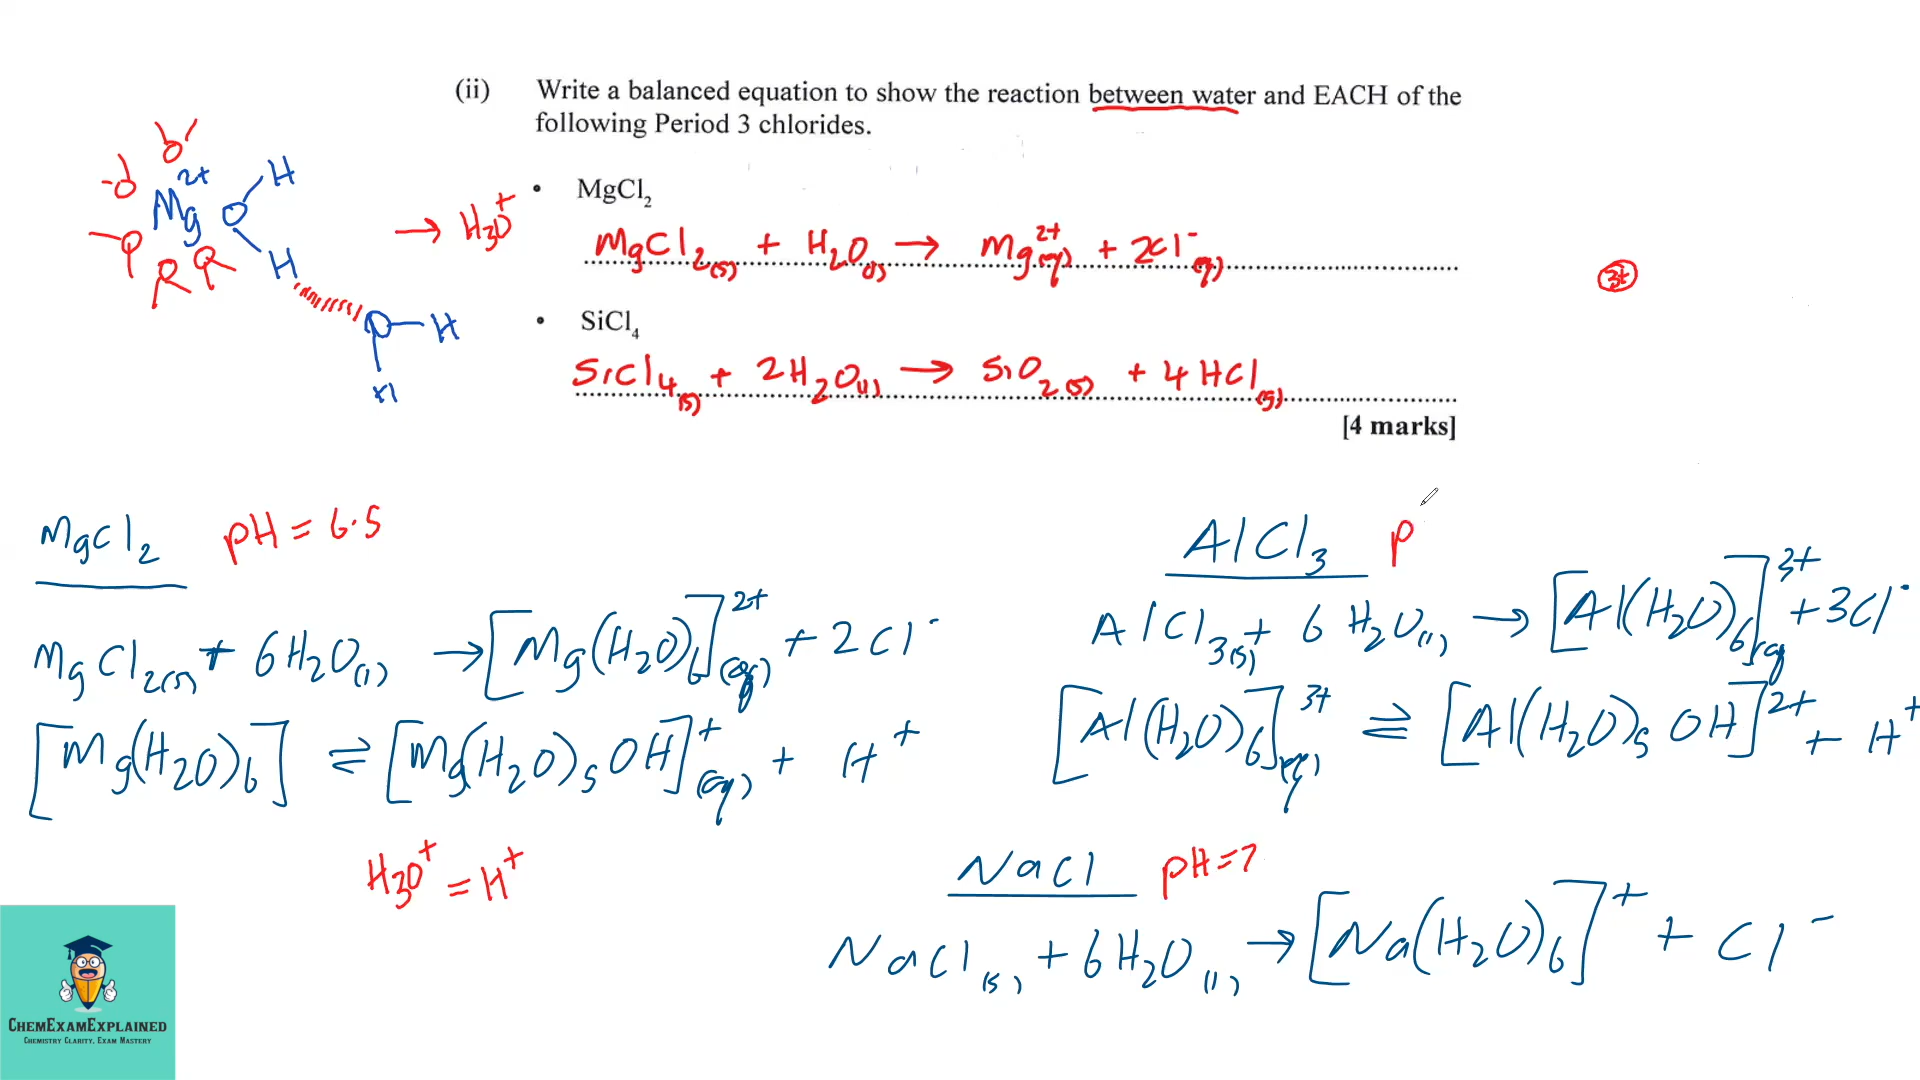 (ii) Write a balanced equation to show the reaction between water and EACH of the
following Period 3 chlorides.
• MgCl₂
MgCl₂(s) + H₂O(l) → Mg²⁺(aq) + 2Cl⁻(aq)
• SiCl₄
SiCl₄(s) + 2H₂O(l) → SiO₂(s) + 4HCl(g)
[4 marks]
Mg²⁺ O H H
→ H₃O⁺
H
3+
MgCl₂ pH = 6.5
MgCl₂(s) + 6H₂O(l) → [Mg(H₂O)₆]²⁺(aq) + 2Cl⁻
[Mg(H₂O)₆] ⇌ [Mg(H₂O)₅OH]⁺(aq) + H⁺
H₃O⁺ = H⁺
AlCl₃ p
AlCl₃(s) + 6H₂O(l) → [Al(H₂O)₆]³⁺(aq) + 3Cl⁻
[Al(H₂O)₆]³⁺(aq) ⇌ [Al(H₂O)₅OH]²⁺ + H⁺
NaCl pH = 7
NaCl(s) + 6H₂O(l) → [Na(H₂O)₆]⁺ + Cl⁻
CHEMEXAMEXPLAINED
CHEMISTRY CLARITY, EXAM MASTERY